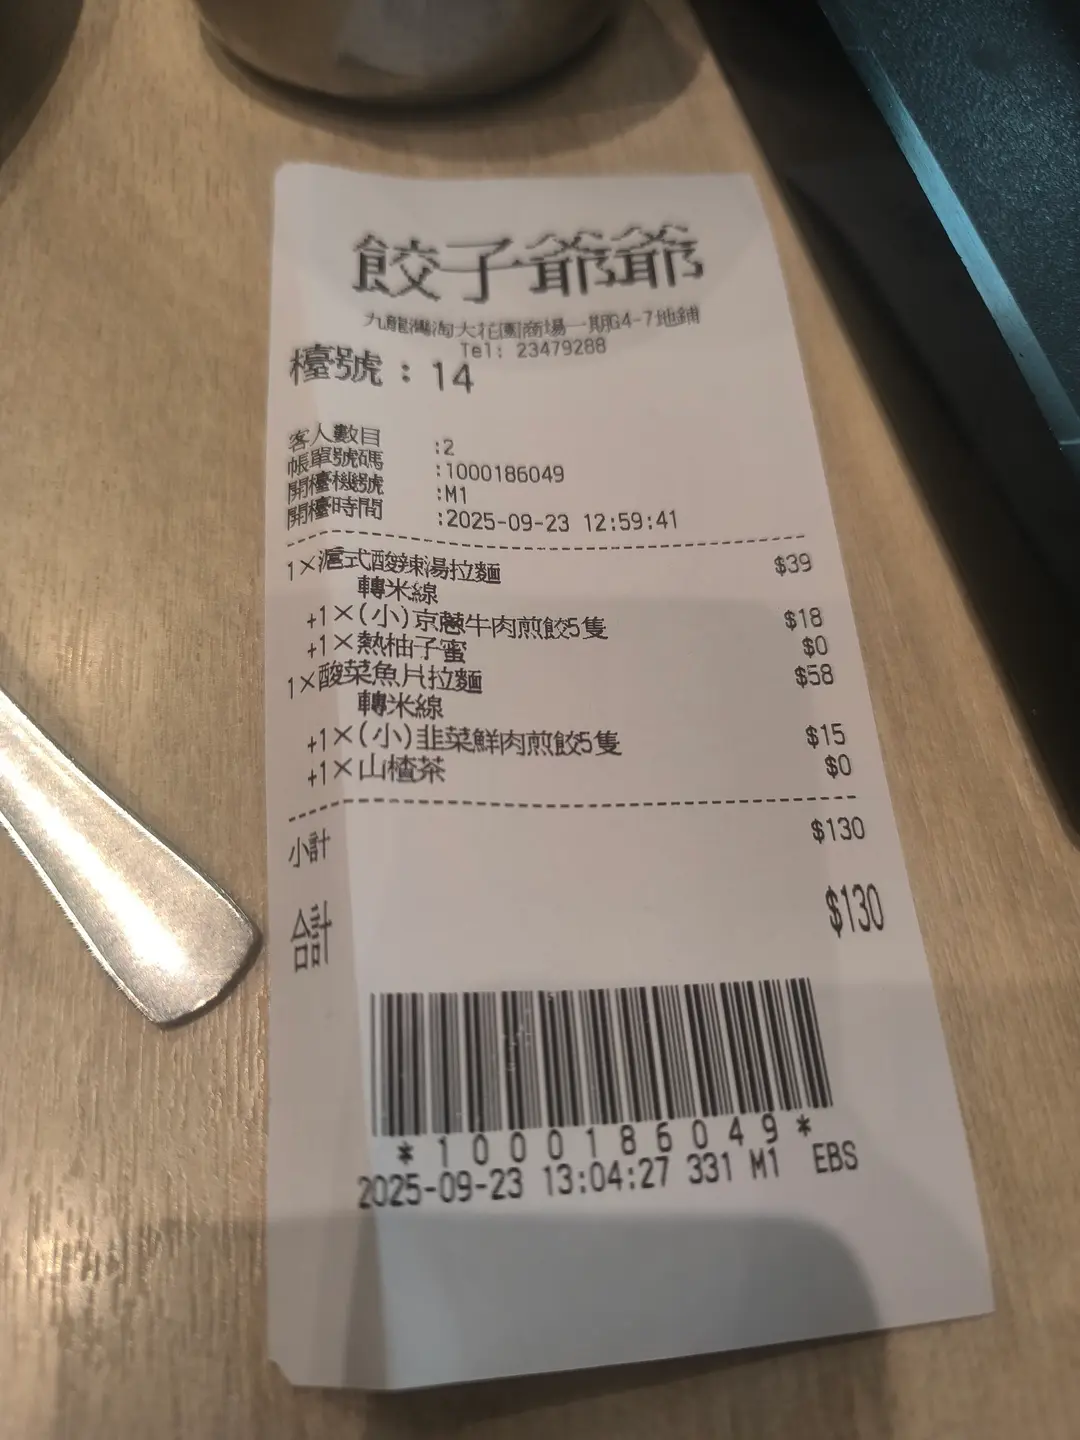 餃子爺爺
九龍灣淘大花園商場一期G4-7地鋪
Tel: 23479288
檯號：14
客人數目 :2
帳單號碼 :1000186049
開檯機號 :M1
開檯時間 :2025-09-23 12:59:41
1×滬式酸辣湯拉麵 $39
轉米線
+1×(小)京蔥牛肉煎餃5隻 $18
+1×熱柚子蜜 $0
1×酸菜魚片拉麵 $58
轉米線
+1×(小)韭菜鮮肉煎餃5隻 $15
+1×山楂茶 $0
小計 $130
合計 $130
*1000186049*
2025-09-23 13:04:27 331 M1 EBS